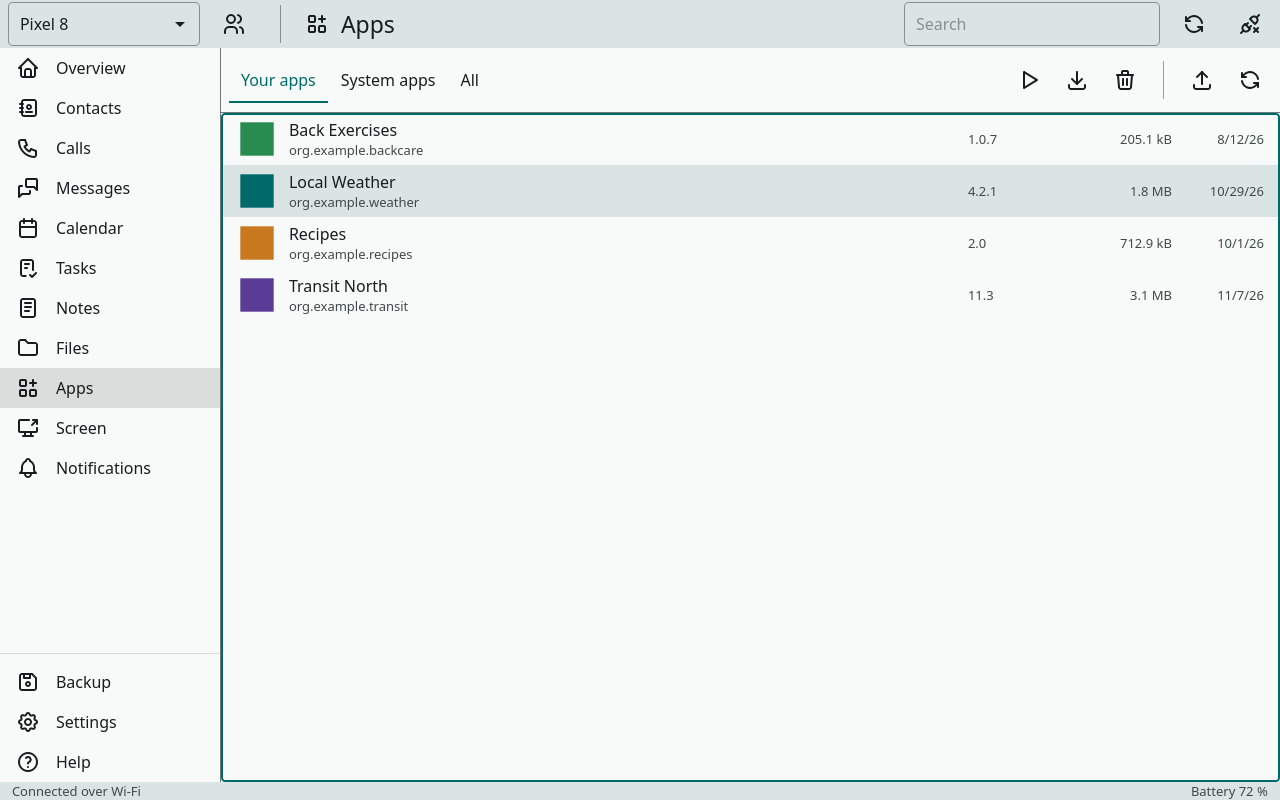 Pixel 8
Apps
Search
Overview
Contacts
Calls
Messages
Calendar
Tasks
Notes
Files
Apps
Screen
Notifications
Backup
Settings
Help
Your apps
System apps
All
Back Exercises
org.example.backcare
1.0.7
205.1 kB
8/12/26
Local Weather
org.example.weather
4.2.1
1.8 MB
10/29/26
Recipes
org.example.recipes
2.0
712.9 kB
10/1/26
Transit North
org.example.transit
11.3
3.1 MB
11/7/26
Connected over Wi-Fi
Battery 72 %